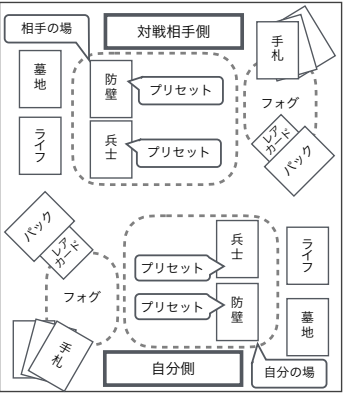 相手の場
対戦相手側
手札
墓地
防壁
プリセット
フォグ
ライフ
兵士
プリセット
レア
カード
パック
パック
レア
カード
兵士
ライフ
プリセット
フォグ
プリセット
防壁
墓地
手札
自分側
自分の場